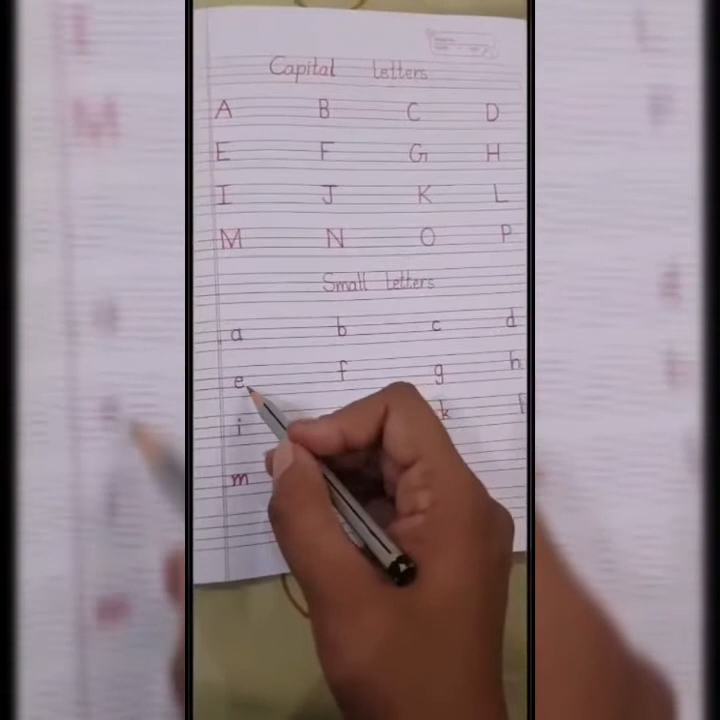 Capital Letters
A B C D
E F G H
I J K L
M N O P
Small Letters
a b c d
e f g h
i k l
m